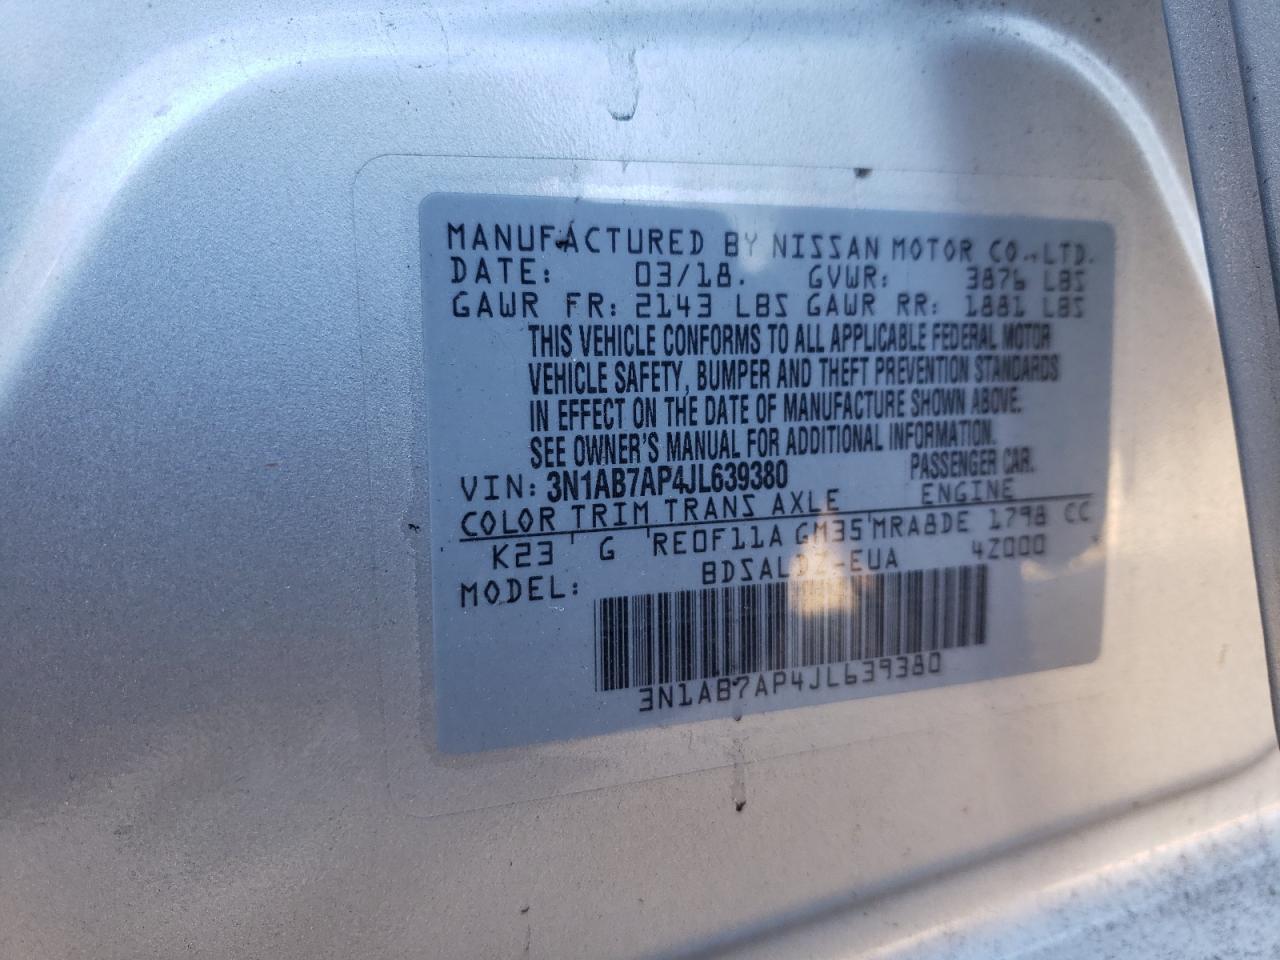 MANUFACTURED BY NISSAN MOTOR CO.,LTD.
DATE: 03/18. GVWR: 3876 LBS
GAWR FR: 2143 LBS GAWR RR: 1881 LBS
THIS VEHICLE CONFORMS TO ALL APPLICABLE FEDERAL MOTOR
VEHICLE SAFETY, BUMPER AND THEFT PREVENTION STANDARDS
IN EFFECT ON THE DATE OF MANUFACTURE SHOWN ABOVE.
SEE OWNER'S MANUAL FOR ADDITIONAL INFORMATION.
VIN: 3N1AB7AP4JL639380 PASSENGER CAR.
COLOR TRIM TRANS AXLE ENGINE
K23 G RE0F11A GM35 MRA8DE 1798 CC
MODEL: BDSALDZ-EUA 4Z000
3N1AB7AP4JL639380